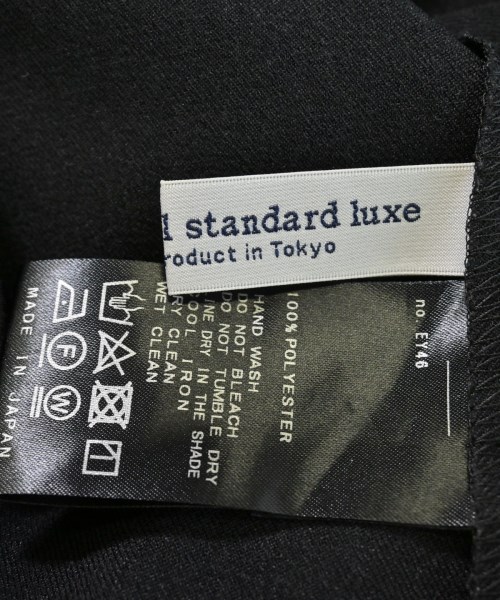 standard luxe
roduct in Tokyo
no. EY46
100% POLYESTER
HAND WASH
DO NOT BLEACH
DO NOT TUMBLE DRY
INE DRY IN THE SHADE
COOL IRON
DRY CLEAN
WET CLEAN
MADE IN JAPAN
F
W